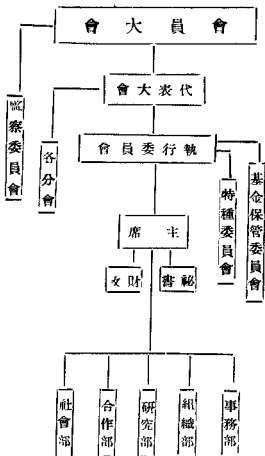 會員大會
監察委員會
代表大會
各分會
執行委員會
基金保管委員會
特種委員會
主席
祕書
財
事務部
組織部
研究部
合作部
社會部